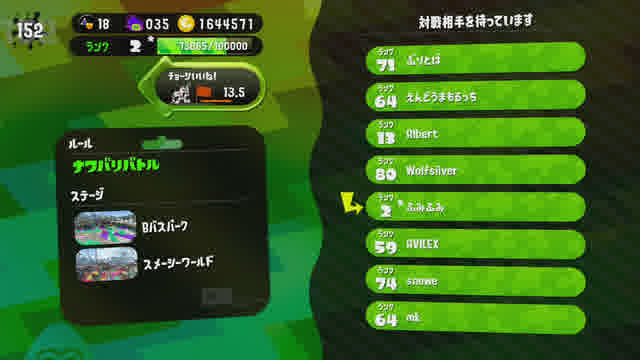 152
18
035
1644571
ランク 2 * 73865/100000
チョーシいいね!
13.5
ルール
ナワバリバトル
ステージ
Bバスパーク
スメーシーワールド
対戦相手を待っています
ランク 71 ぷりとば
ランク 64 えんどうまもるっち
ランク 13 Albert
ランク 80 Wolfsilver
ランク 2 * ふみふみ
ランク 59 AVILEX
ランク 74 snowe
ランク 64 mk